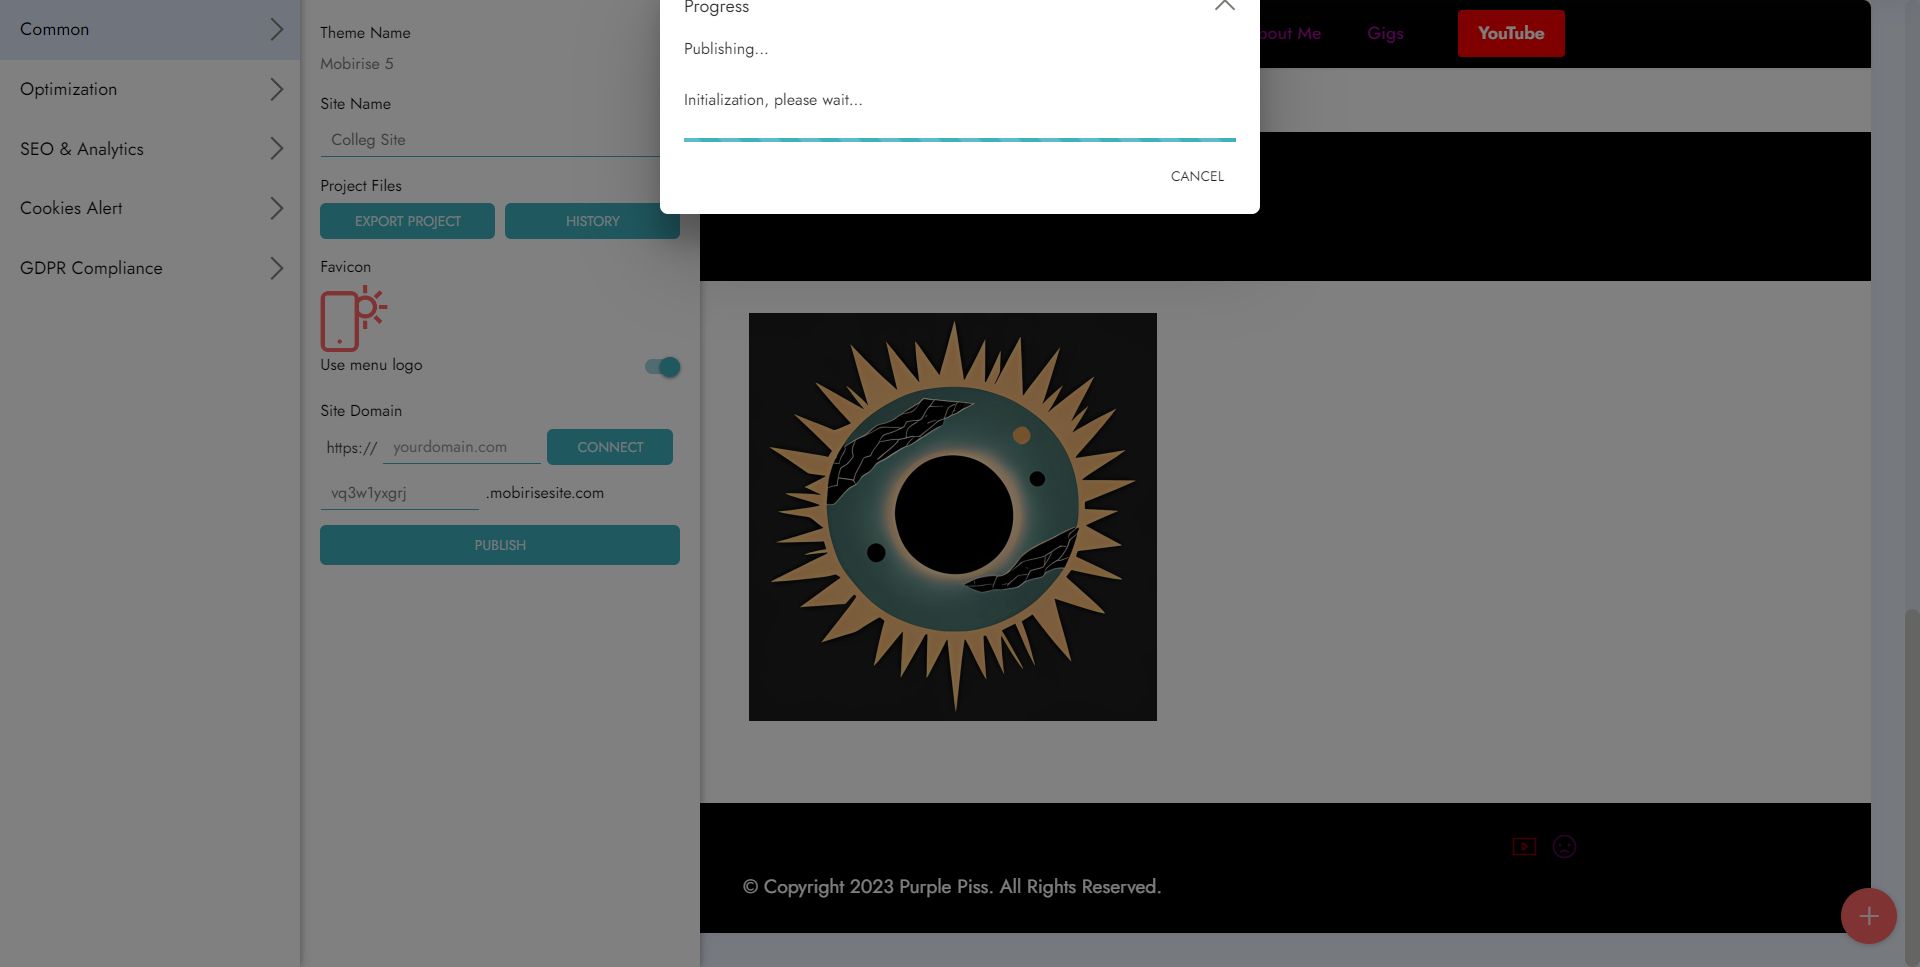 Common
Optimization
SEO & Analytics
Cookies Alert
GDPR Compliance
Theme Name
Mobirise 5
Site Name
Colleg Site
Project Files
EXPORT PROJECT
HISTORY
Favicon
Use menu logo
Site Domain
https://
yourdomain.com
CONNECT
vq3w1yxgrj
.mobirisesite.com
PUBLISH
Progress
Publishing...
Initialization, please wait...
CANCEL
bout Me
Gigs
YouTube
© Copyright 2023 Purple Piss. All Rights Reserved.